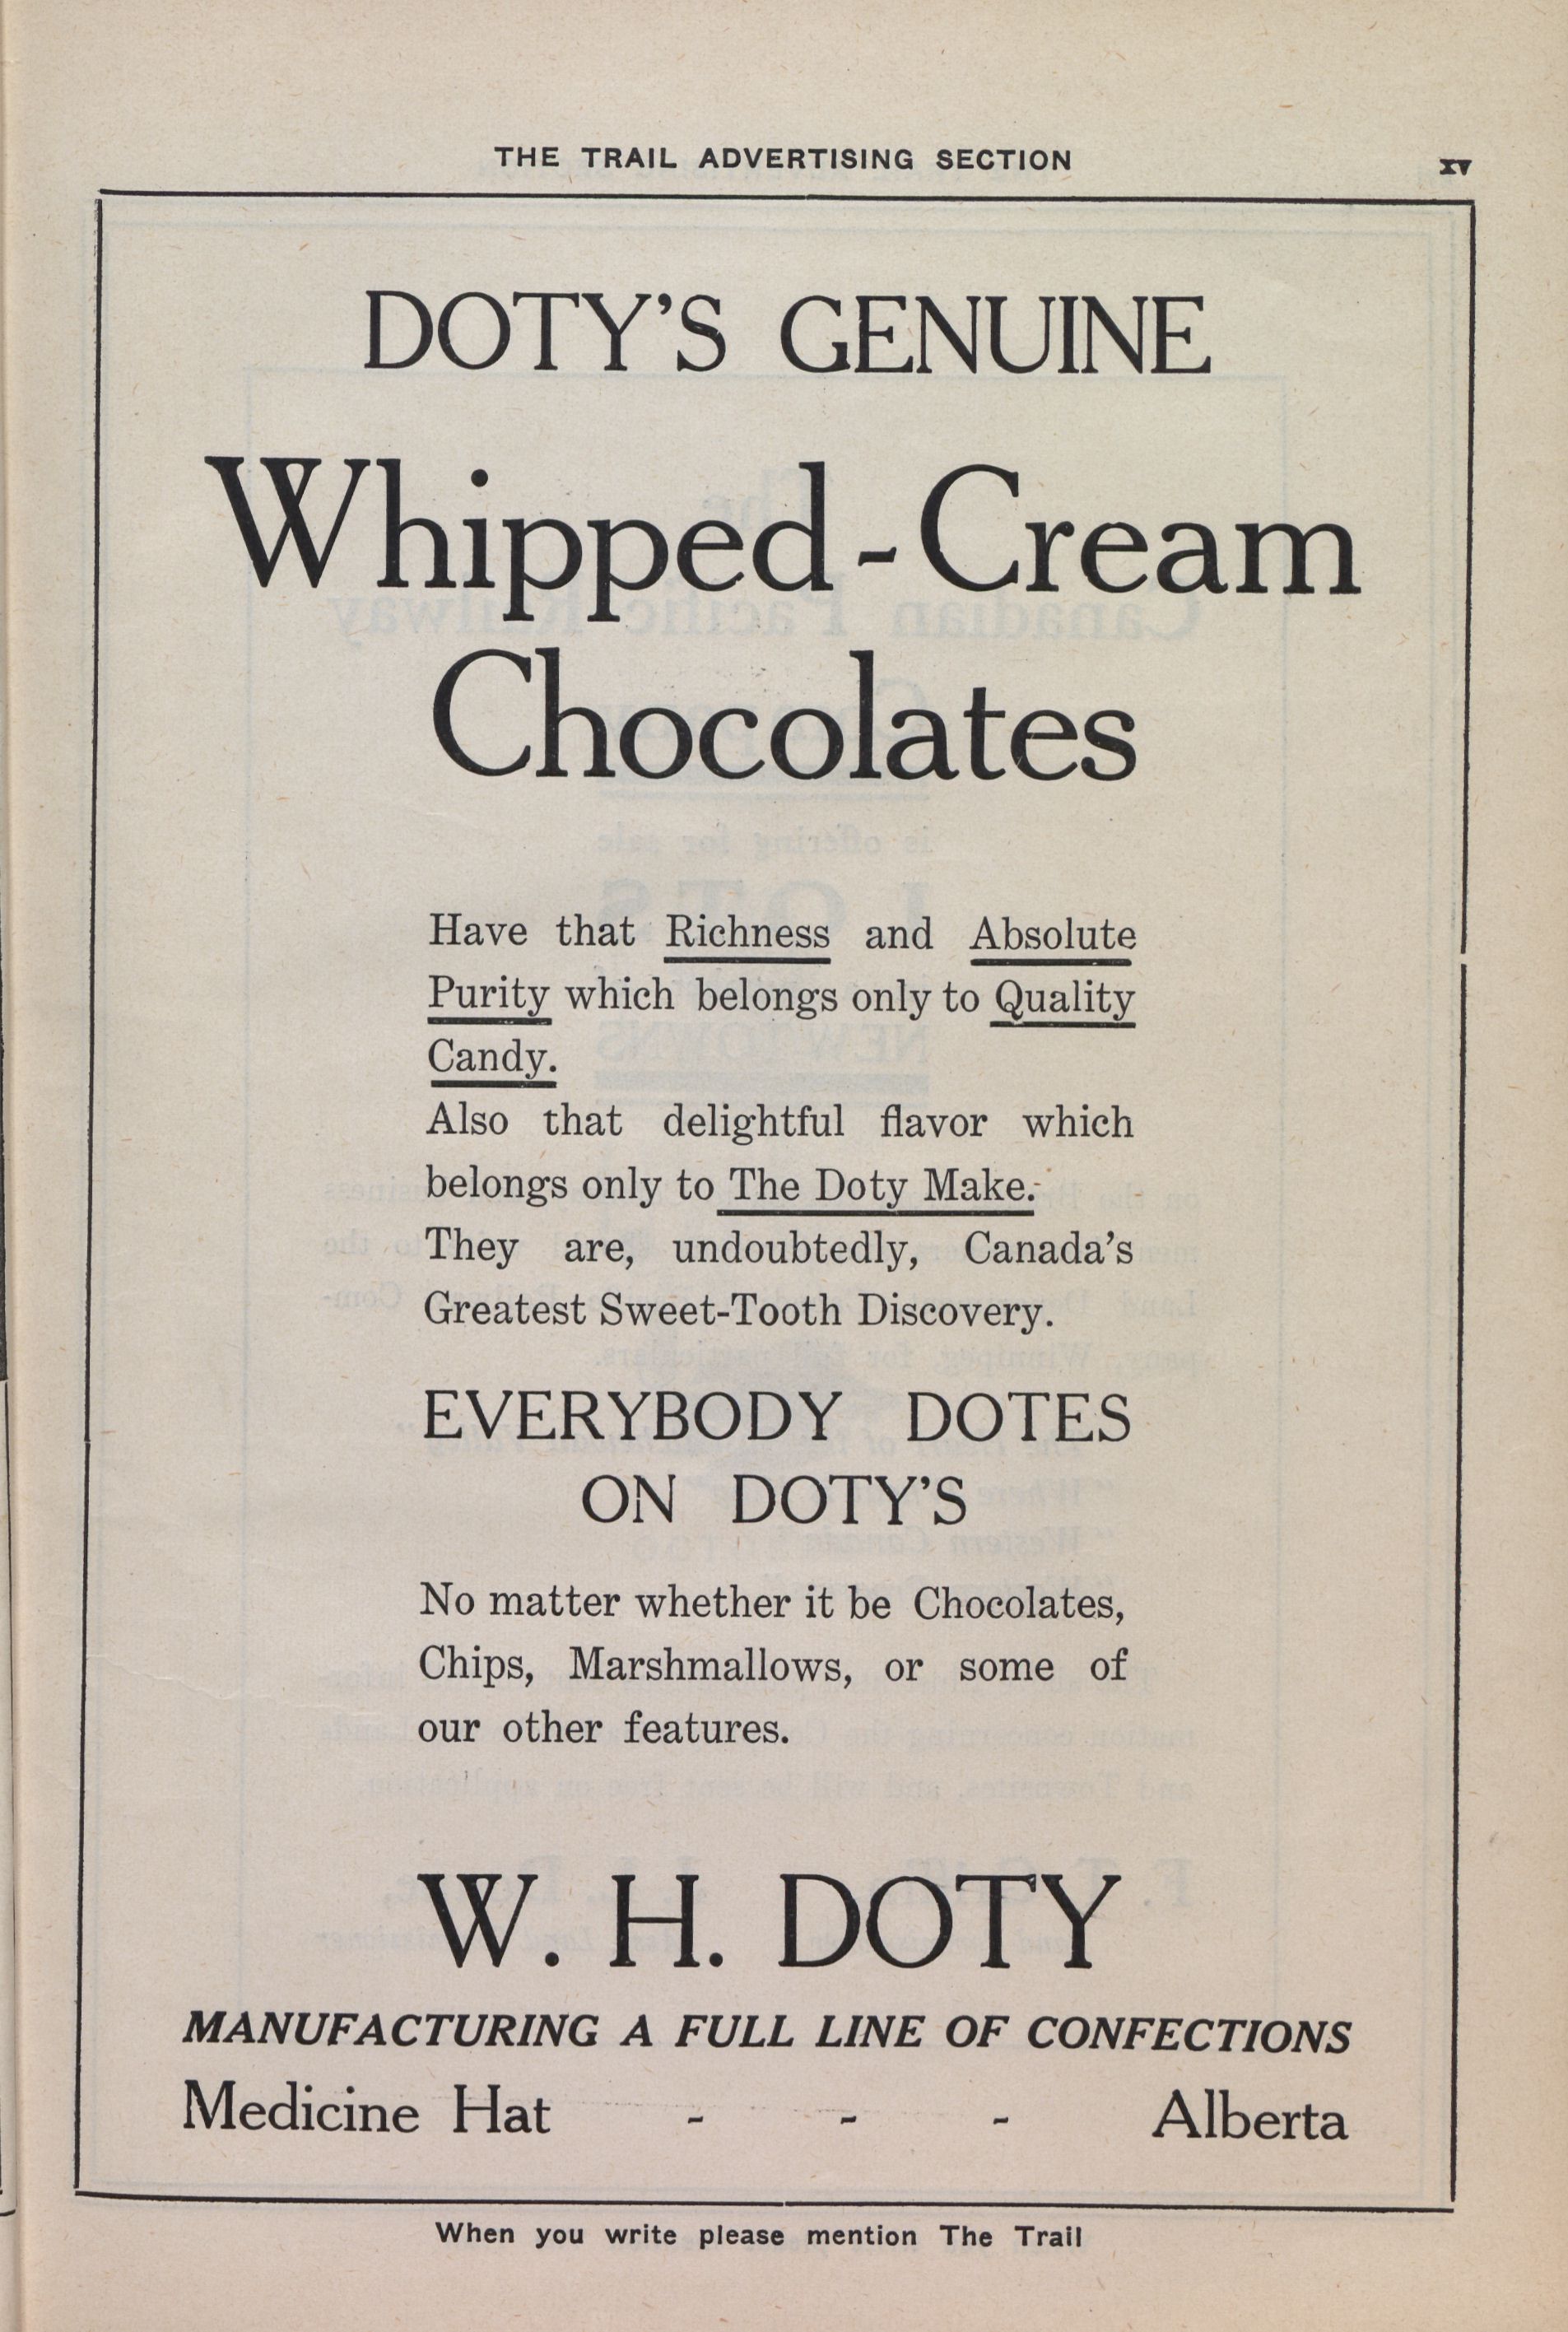 THE TRAIL ADVERTISING SECTION xv
DOTY'S GENUINE
Whipped-Cream
Chocolates
Have that Richness and Absolute
Purity which belongs only to Quality
Candy.
Also that delightful flavor which
belongs only to The Doty Make.
They are, undoubtedly, Canada's
Greatest Sweet-Tooth Discovery.
EVERYBODY DOTES
ON DOTY'S
No matter whether it be Chocolates,
Chips, Marshmallows, or some of
our other features.
W. H. DOTY
MANUFACTURING A FULL LINE OF CONFECTIONS
Medicine Hat - - - Alberta
When you write please mention The Trail